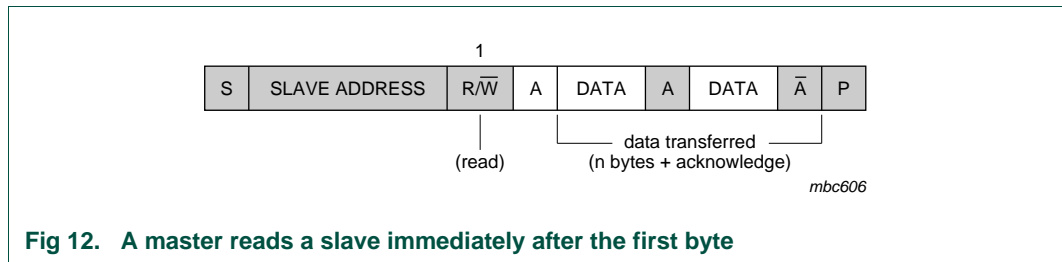 1
S SLAVE ADDRESS R/W̅ A DATA A DATA A̅ P
data transferred
(read) (n bytes + acknowledge)
mbc606
Fig 12. A master reads a slave immediately after the first byte